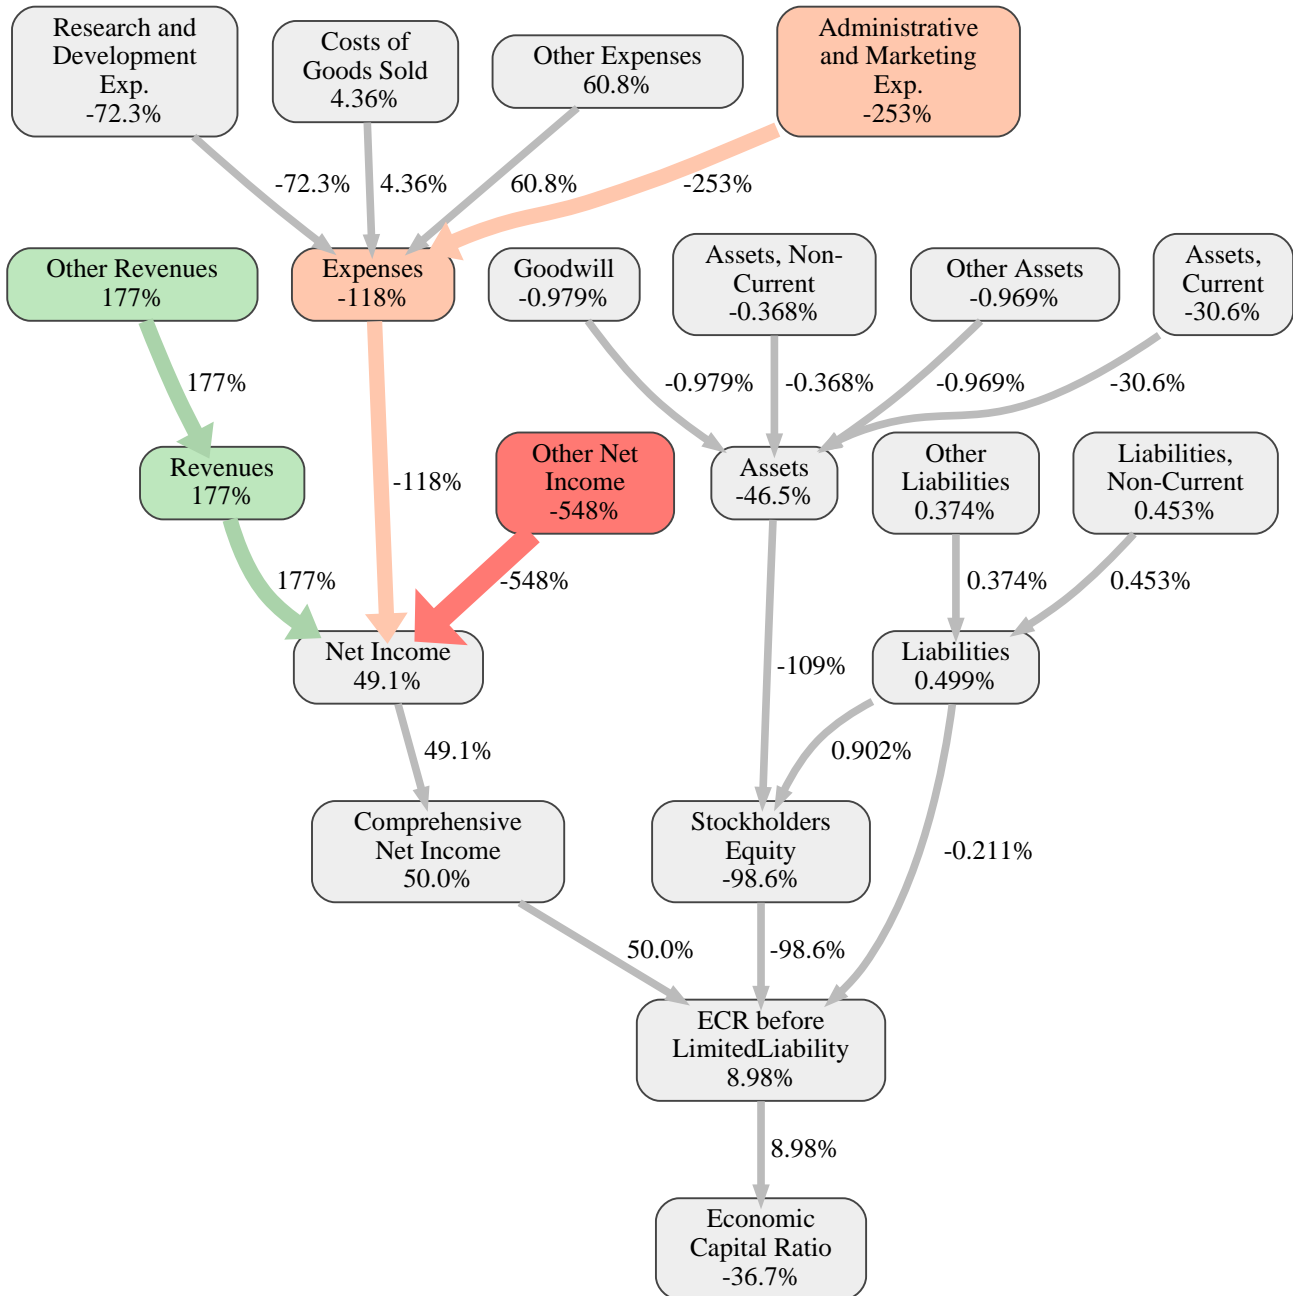 Research and
Development
Exp.
-72.3%
Costs of
Goods Sold
4.36%
Other Expenses
60.8%
Administrative
and Marketing
Exp.
-253%
-72.3%
4.36%
60.8%
-253%
Other Revenues
177%
Expenses
-118%
Goodwill
-0.979%
Assets, Non-
Current
-0.368%
Other Assets
-0.969%
Assets,
Current
-30.6%
177%
-0.979%
-0.368%
-0.969%
-30.6%
Revenues
177%
-118%
Other Net
Income
-548%
Assets
-46.5%
Other
Liabilities
0.374%
Liabilities,
Non-Current
0.453%
177%
-548%
0.374%
0.453%
Net Income
49.1%
-109%
Liabilities
0.499%
49.1%
0.902%
Comprehensive
Net Income
50.0%
Stockholders
Equity
-98.6%
-0.211%
50.0%
-98.6%
ECR before
LimitedLiability
8.98%
8.98%
Economic
Capital Ratio
-36.7%